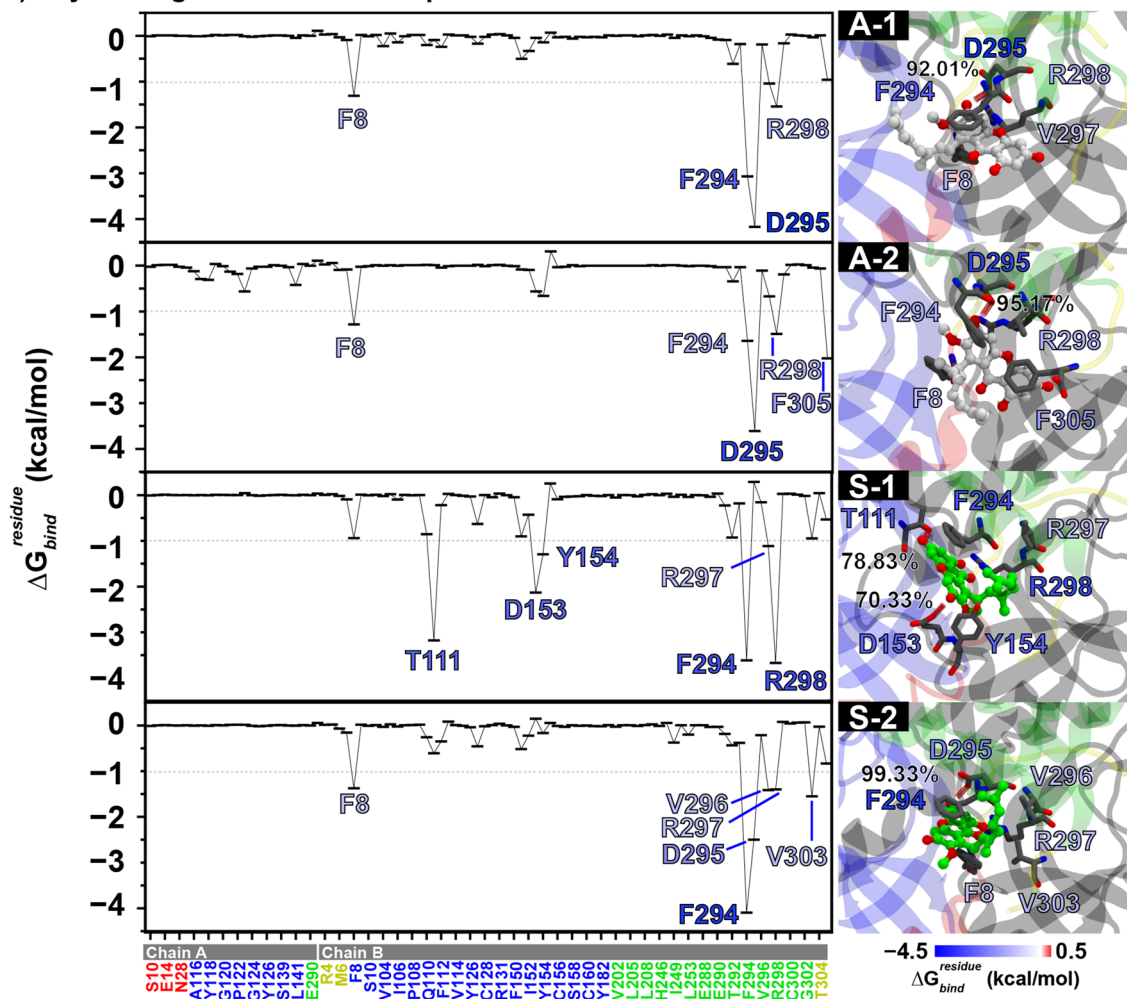 0
−1
−2
−3
−4
F8
R298
F294
D295
A-1
D295
92.01%
F294
R298
V297
F8
0
−1
−2
−3
−4
F8
F294
R298
F305
D295
A-2
D295
95.17%
F294
R298
F8
F305
0
−1
−2
−3
−4
T111
D153
Y154
R297
F294
R298
S-1
F294
T111
R297
78.83%
R298
70.33%
D153
Y154
0
−1
−2
−3
−4
F8
V296
R297
D295
V303
F294
S-2
D295
99.33%
V296
F294
R297
F8
V303
ΔG residue bind (kcal/mol)
Chain A
Chain B
S10
E14
N28
A116
Y118
G120
P122
G124
Y126
S139
L141
E290
R4
M6
F8
S10
V104
I106
P108
Q110
F112
V114
Y126
C128
R131
F150
I152
Y154
C156
S158
C160
Y182
V202
L205
L208
H246
I249
L253
E288
E290
T292
F294
V296
R298
C300
G302
T304
−4.5
0.5
ΔG residue bind (kcal/mol)